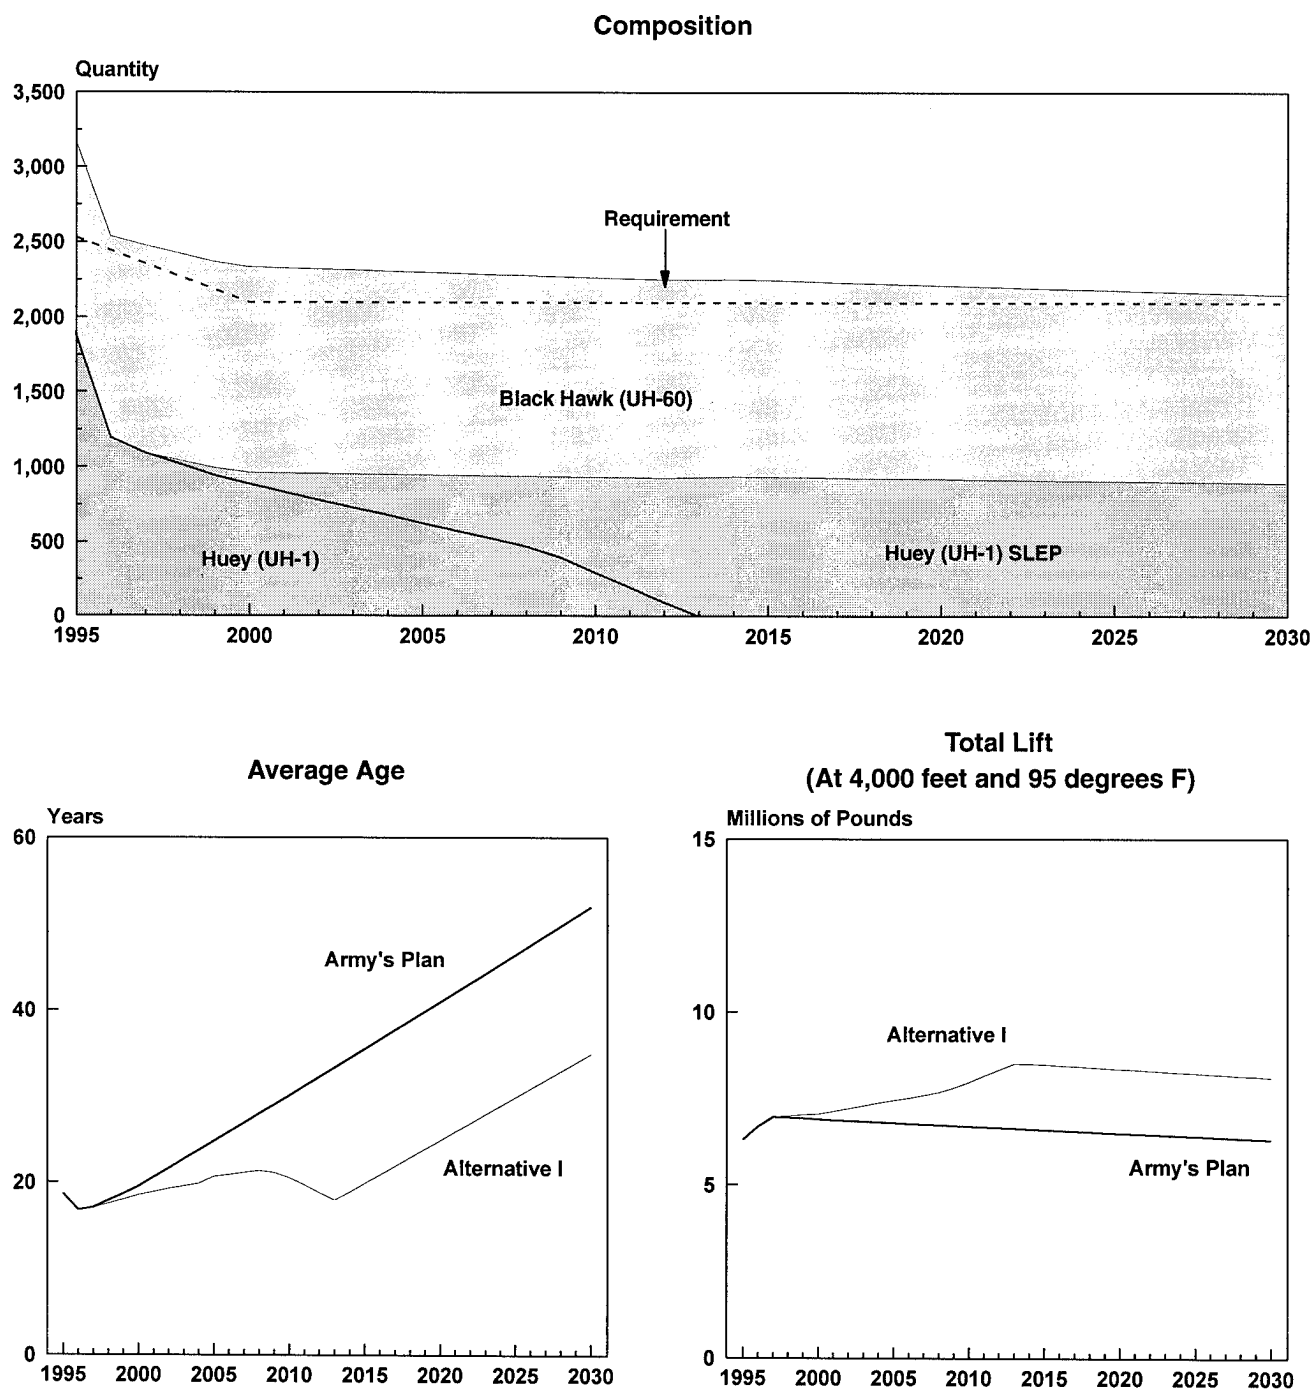 Composition
Quantity
3,500
3,000
2,500
2,000
1,500
1,000
500
0
Requirement
Black Hawk (UH-60)
Huey (UH-1)
Huey (UH-1) SLEP
1995 2000 2005 2010 2015 2020 2025 2030
Average Age
Years
60
40
20
0
Army's Plan
Alternative I
1995 2000 2005 2010 2015 2020 2025 2030
Total Lift
(At 4,000 feet and 95 degrees F)
Millions of Pounds
15
10
5
0
Alternative I
Army's Plan
1995 2000 2005 2010 2015 2020 2025 2030